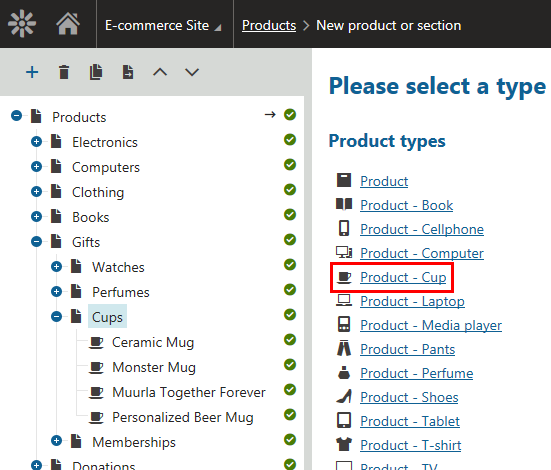 E-commerce Site
Products > New product or section
Products
Electronics
Computers
Clothing
Books
Gifts
Watches
Perfumes
Cups
Ceramic Mug
Monster Mug
Muurla Together Forever
Personalized Beer Mug
Memberships
Donations
Please select a type
Product types
Product
Product - Book
Product - Cellphone
Product - Computer
Product - Cup
Product - Laptop
Product - Media player
Product - Pants
Product - Perfume
Product - Shoes
Product - Tablet
Product - T-shirt
Product - TV